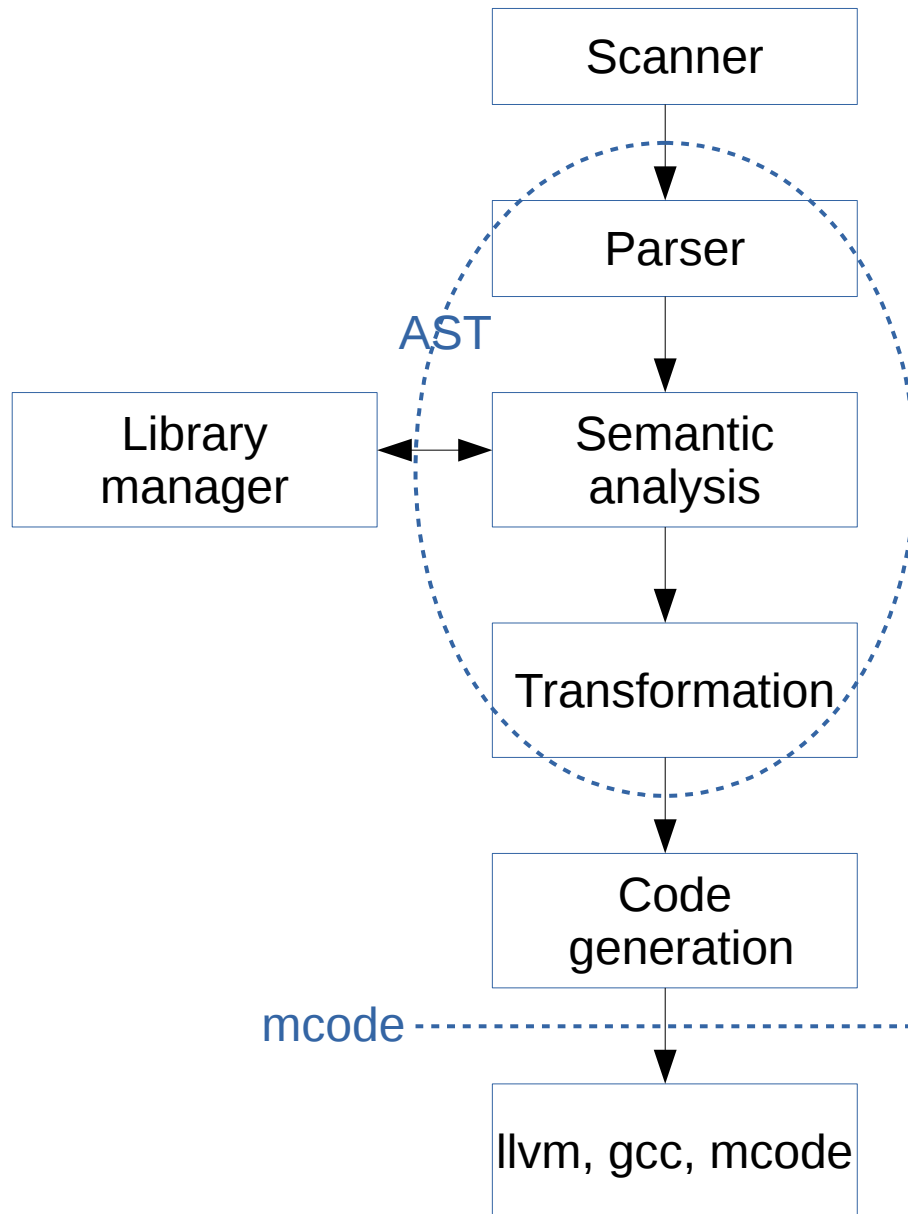 Scanner
Parser
AST
Library
manager
Semantic
analysis
Transformation
Code
generation
mcode
llvm, gcc, mcode